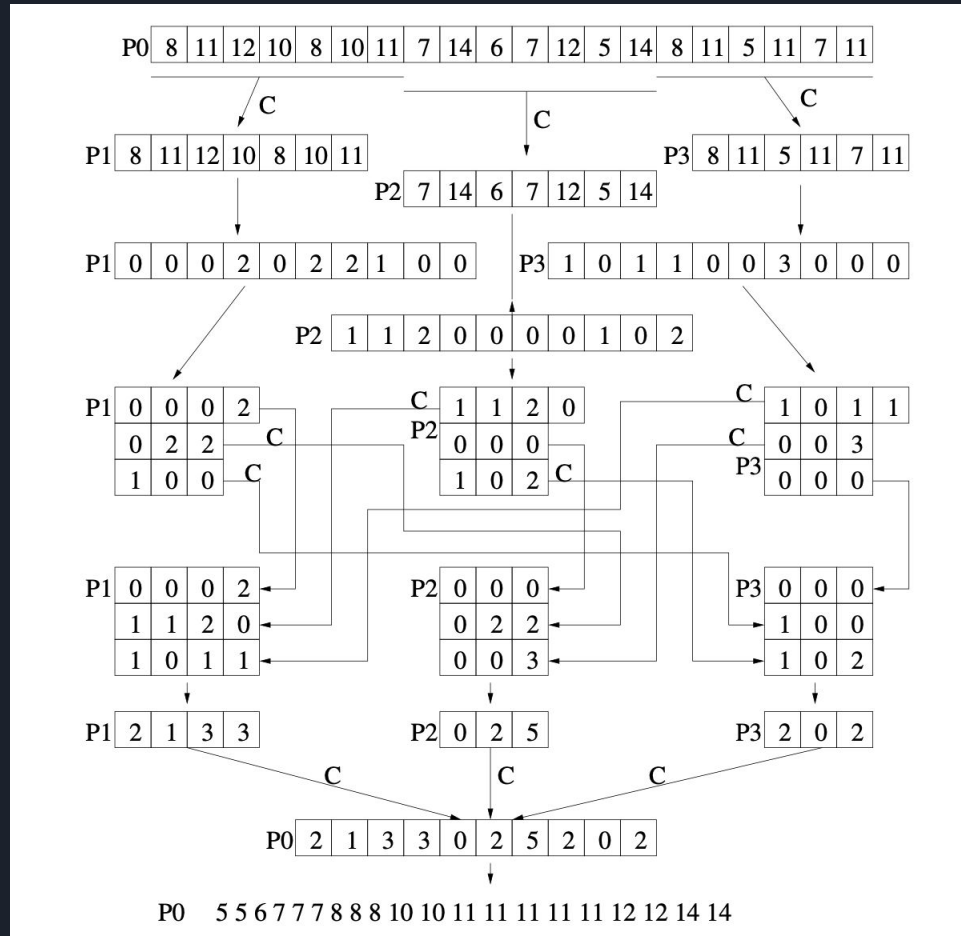 P0 8 11 12 10 8 10 11 7 14 6 7 12 5 14 8 11 5 11 7 11
C C C
P1 8 11 12 10 8 10 11
P3 8 11 5 11 7 11
P2 7 14 6 7 12 5 14
P1 0 0 0 2 0 2 2 1 0 0
P3 1 0 1 1 0 0 3 0 0 0
P2 1 1 2 0 0 0 0 1 0 2
P1 0 0 0 2 C 1 1 2 0 C 1 0 1 1
0 2 2 C P2 0 0 0 C 0 0 3
1 0 0 C 1 0 2 C P3 0 0 0
P1 0 0 0 2 P2 0 0 0 P3 0 0 0
1 1 2 0 0 2 2 1 0 0
1 0 1 1 0 0 3 1 0 2
P1 2 1 3 3 P2 0 2 5 P3 2 0 2
C C C
P0 2 1 3 3 0 2 5 2 0 2
P0 5 5 6 7 7 7 8 8 8 10 10 11 11 11 11 11 12 12 14 14